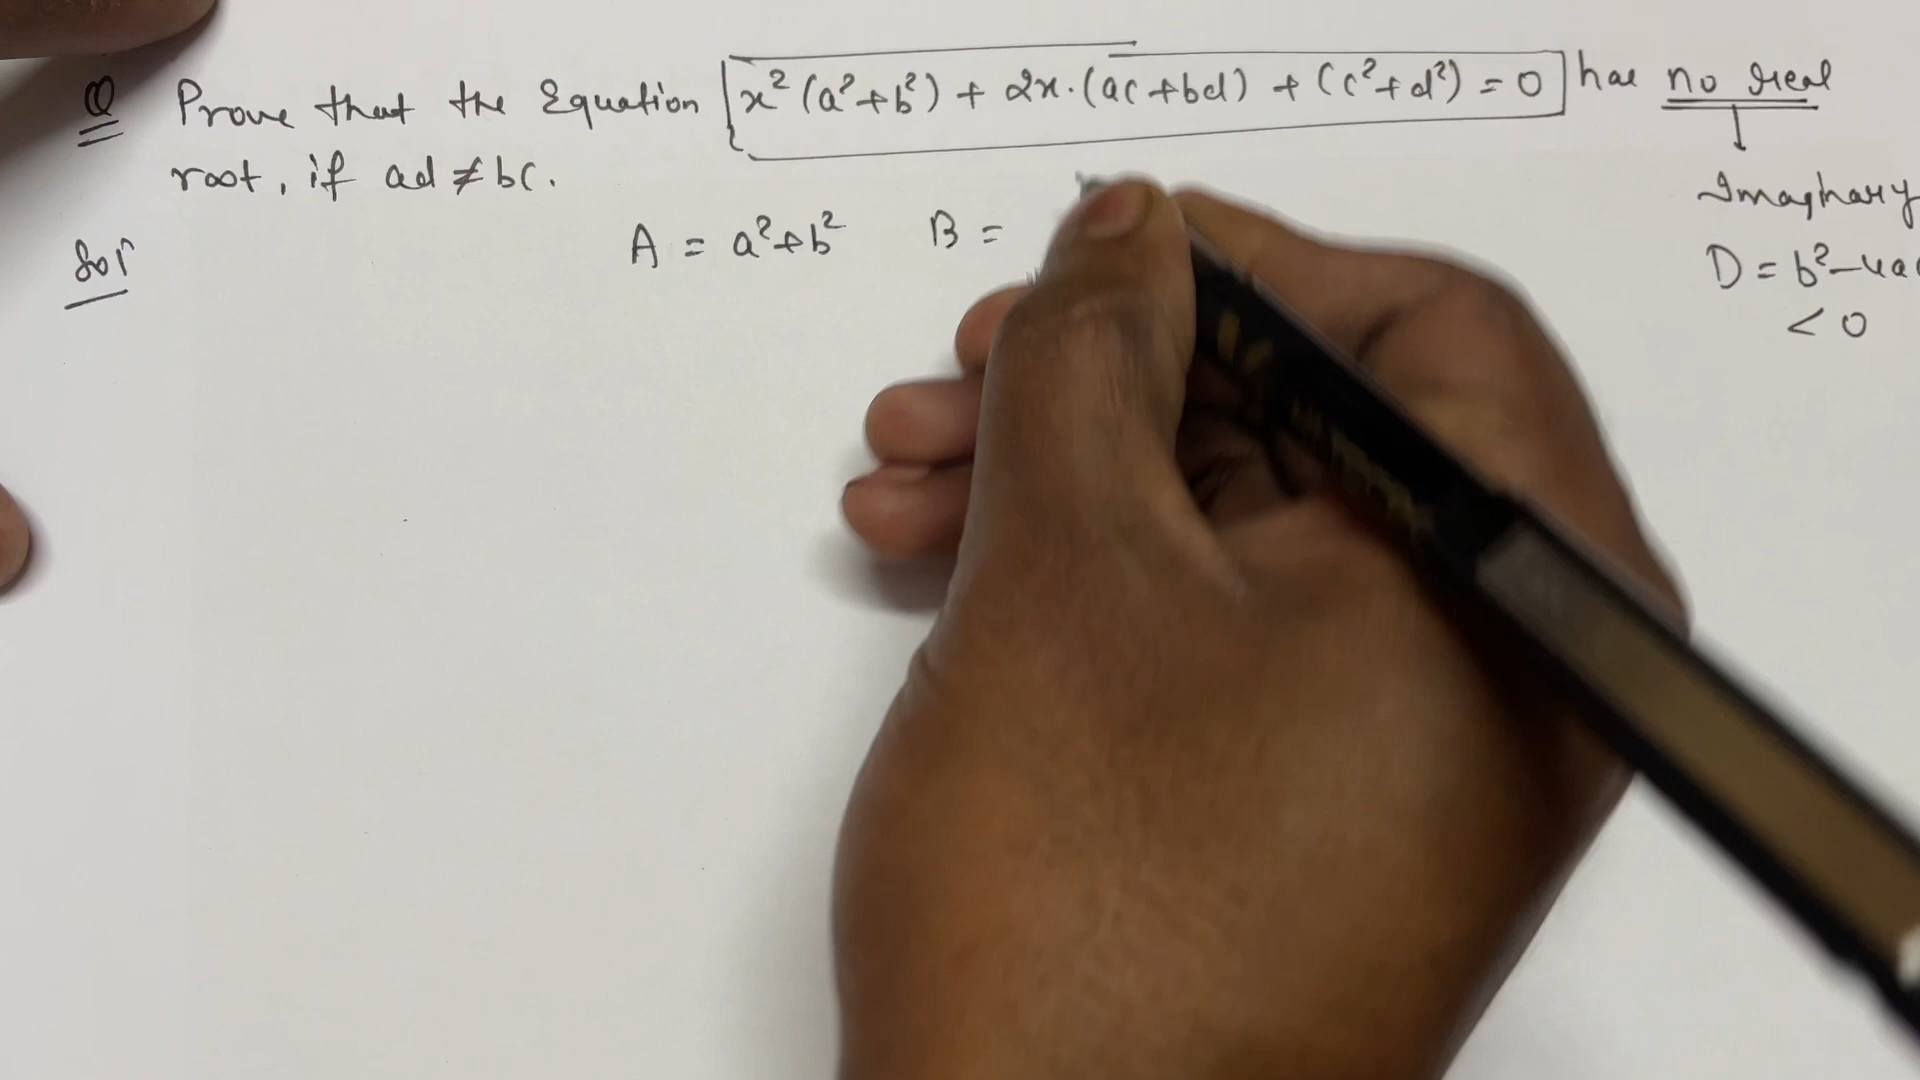 Q Prove that the Equation x²(a²+b²) + 2x.(ac+bd) + (c²+d²) = 0 has no real
root, if ad ≠ bc.
Imaginary
Sol A = a²+b² B =
D = b²-4ac
< 0